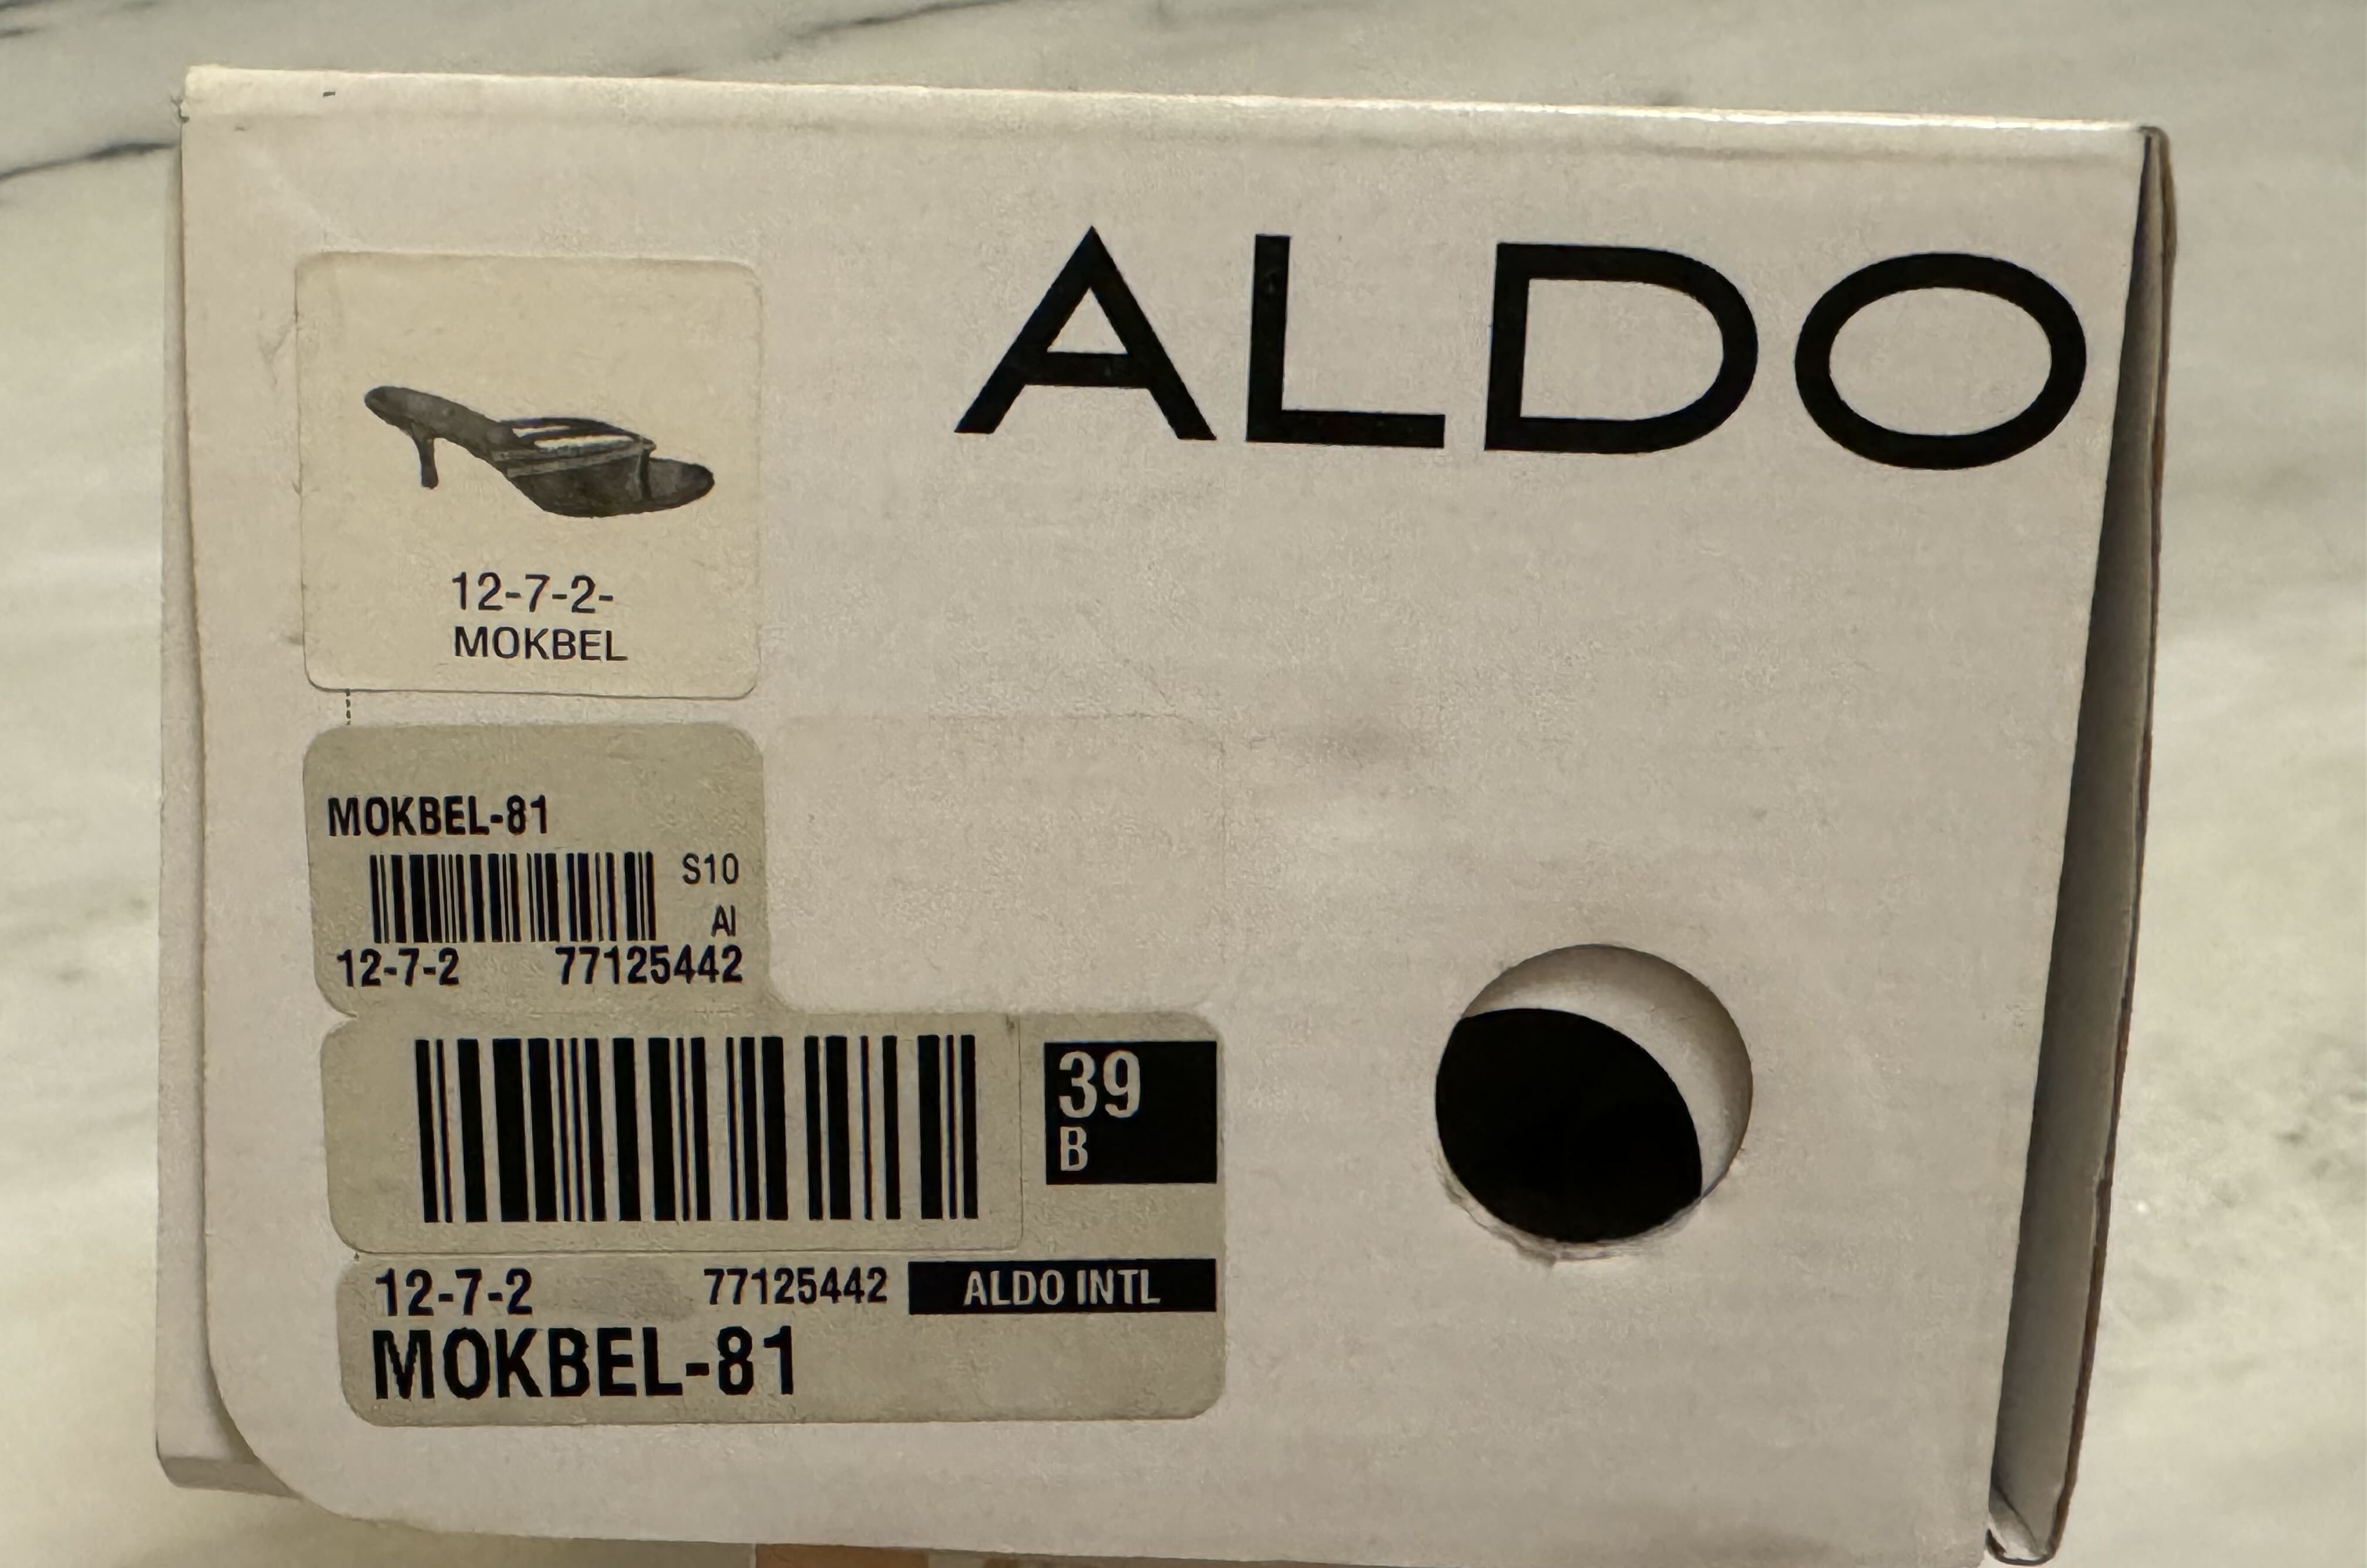 ALDO
12-7-2-
MOKBEL
MOKBEL-81
S10
AI
12-7-2 77125442
39
B
12-7-2 77125442 ALDO INTL
MOKBEL-81